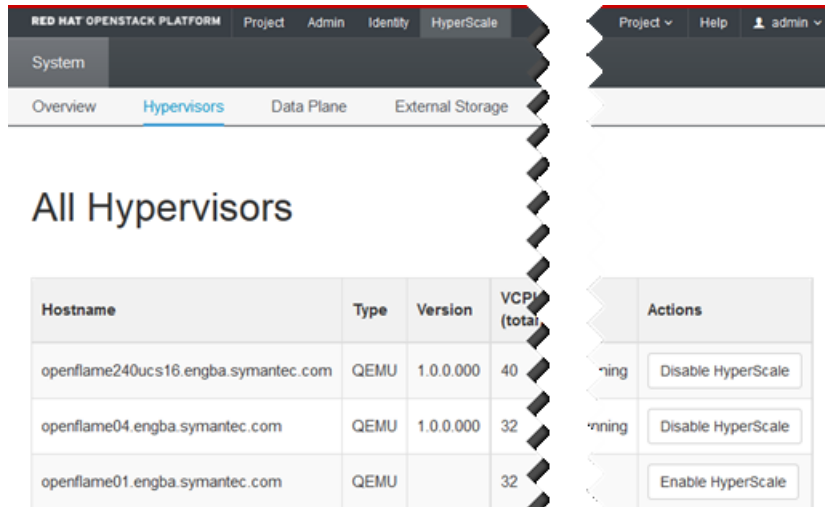 RED HAT OPENSTACK PLATFORM Project Admin Identity HyperScale Project Help admin
System
Overview Hypervisors Data Plane External Storage
All Hypervisors
Hostname Type Version (total Actions
openflame240ucs16.engba.symantec.com QEMU 1.0.0.000 40 Disable HyperScale
openflame04.engba.symantec.com QEMU 1.0.0.000 32 Disable HyperScale
openflame01.engba.symantec.com QEMU 32 Enable HyperScale